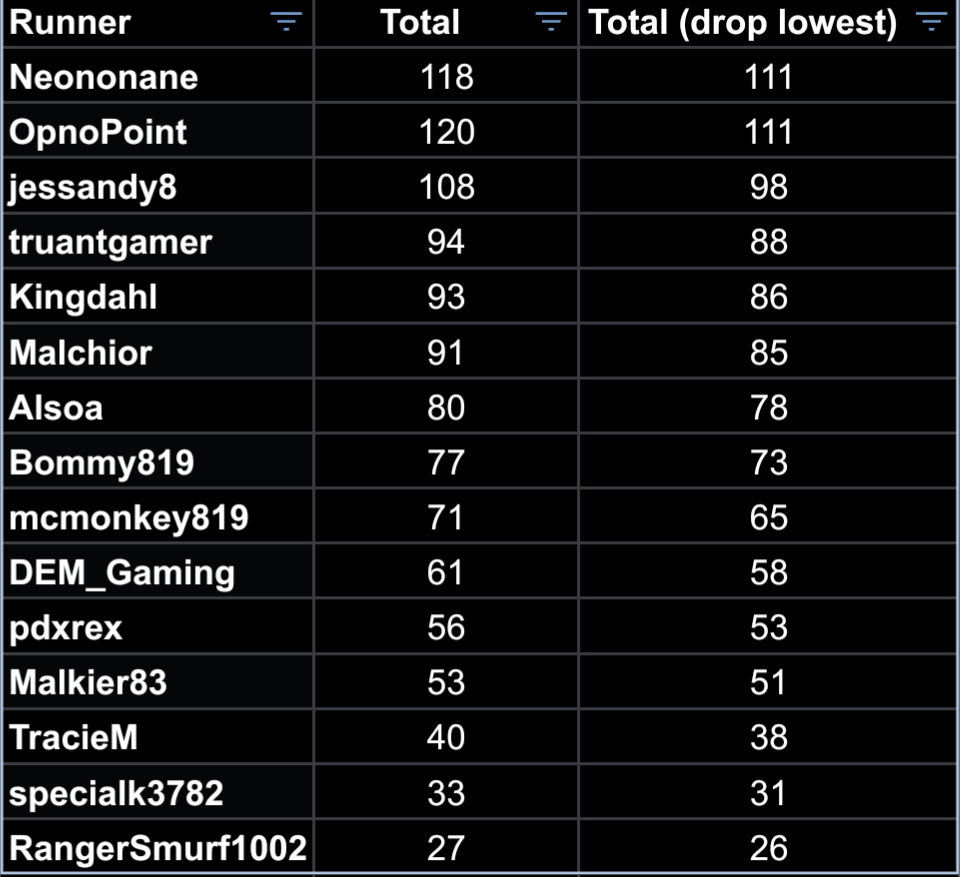 Runner Total Total (drop lowest)
Neononane 118 111
OpnoPoint 120 111
jessandy8 108 98
truantgamer 94 88
Kingdahl 93 86
Malchior 91 85
Alsoa 80 78
Bommy819 77 73
mcmonkey819 71 65
DEM_Gaming 61 58
pdxrex 56 53
Malkier83 53 51
TracieM 40 38
specialk3782 33 31
RangerSmurf1002 27 26